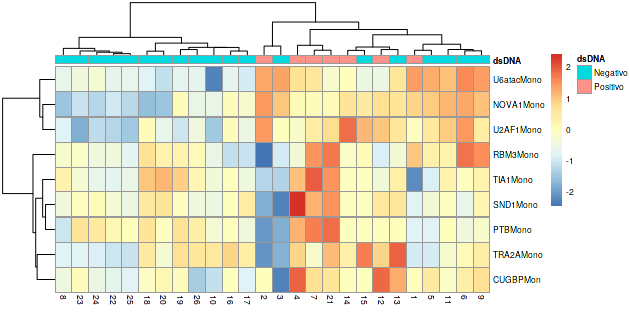 dsDNA
U6atacMono
NOVA1Mono
U2AF1Mono
RBM3Mono
TIA1Mono
SND1Mono
PTBMono
TRA2AMono
CUGBPMon
8 23 24 22 25 18 20 19 26 10 16 17 2 3 4 7 21 14 15 12 13 1 5 11 6 9
2
1
0
-1
-2
dsDNA
Negativo
Positivo